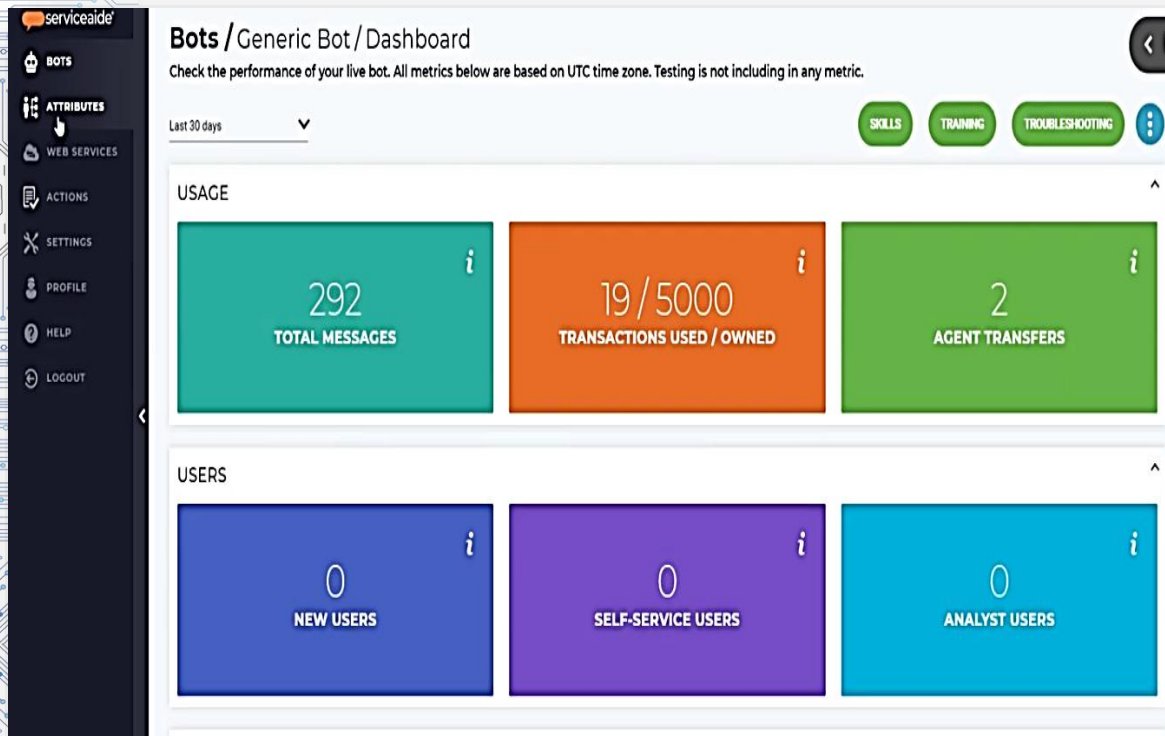 serviceaide
BOTS
ATTRIBUTES
WEB SERVICES
ACTIONS
SETTINGS
PROFILE
HELP
LOGOUT
Bots / Generic Bot / Dashboard
Check the performance of your live bot. All metrics below are based on UTC time zone. Testing is not including in any metric.
Last 30 days
SKILLS
TRAINING
TROUBLESHOOTING
USAGE
i
292
TOTAL MESSAGES
i
19 / 5000
TRANSACTIONS USED / OWNED
i
2
AGENT TRANSFERS
USERS
i
0
NEW USERS
i
0
SELF-SERVICE USERS
i
0
ANALYST USERS